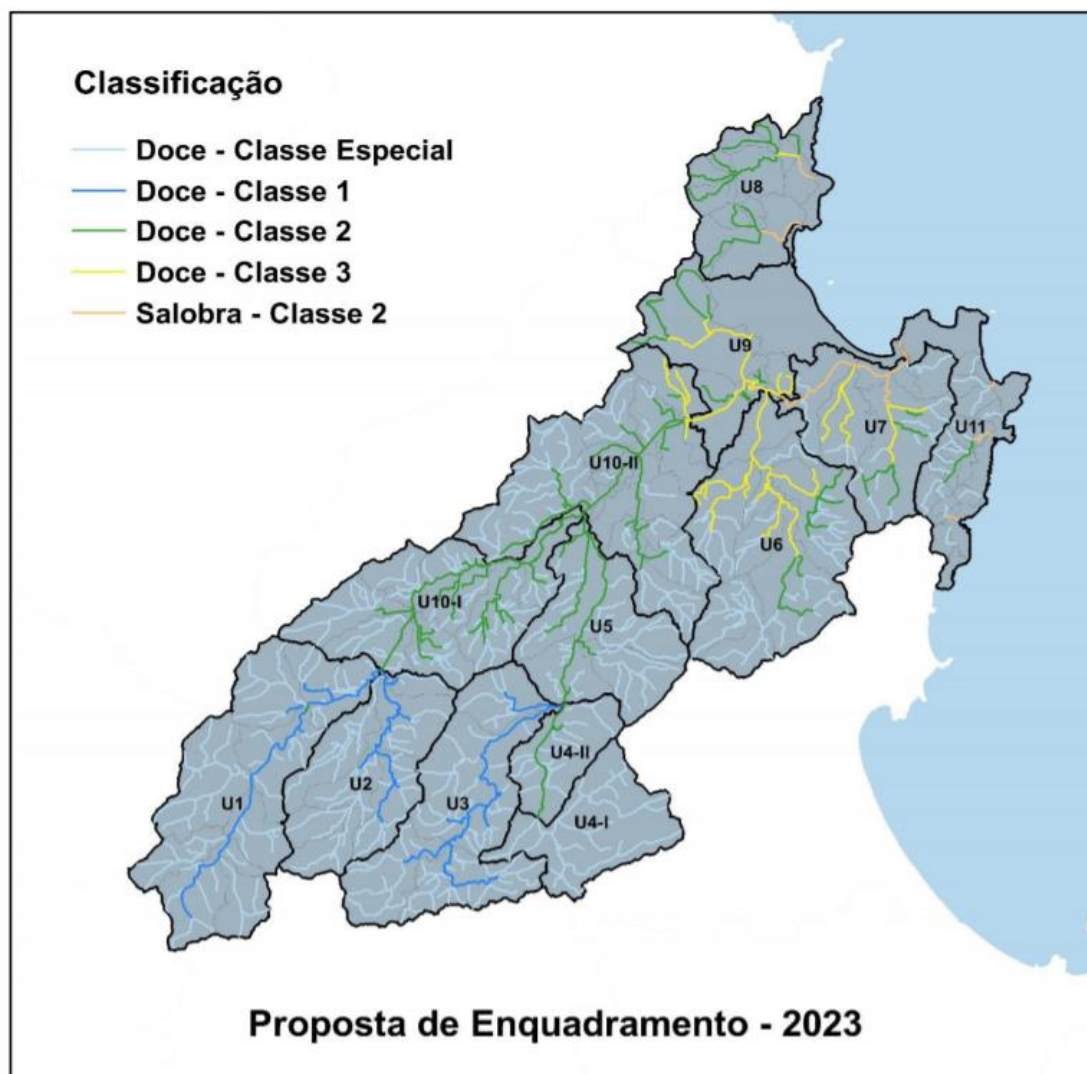 Classificação
Doce - Classe Especial
Doce - Classe 1
Doce - Classe 2
Doce - Classe 3
Salobra - Classe 2
U8
U9
U7
U11
U10-II
U6
U10-I
U5
U4-II
U2
U1
U3
U4-I
Proposta de Enquadramento - 2023